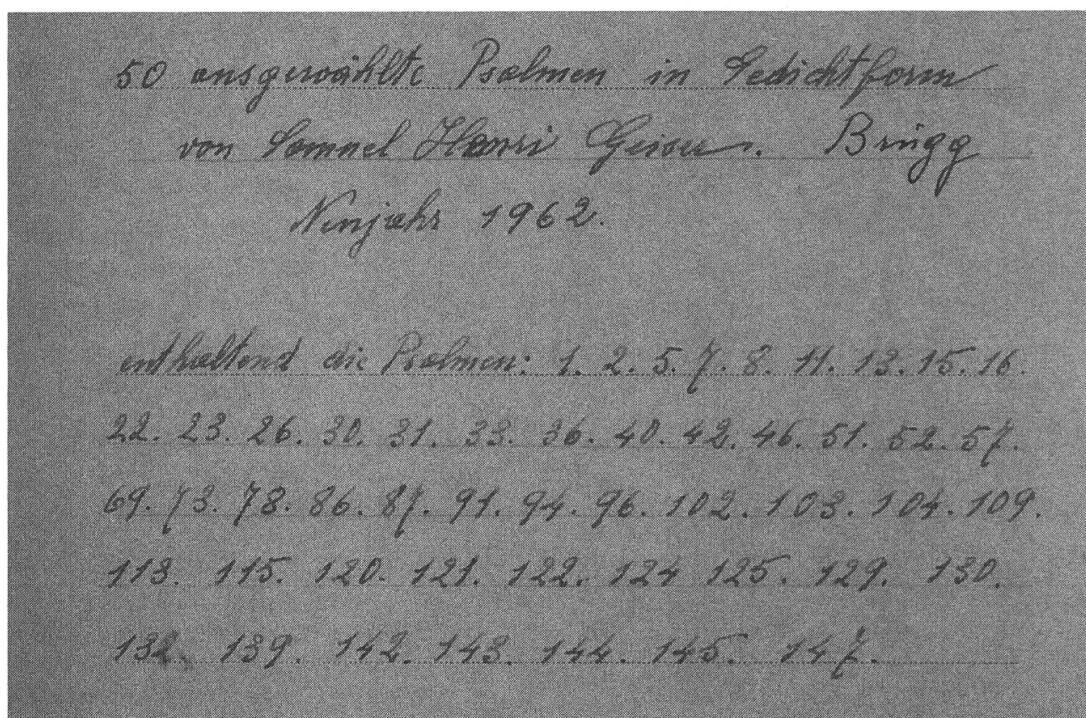 50 ausgewählte Psalmen in Gedichtform
von Samuel Henri Geiser. Brügg
Neujahr 1962.
enthaltend die Psalmen: 1. 2. 5. 7. 8. 11. 13. 15. 16.
22. 23. 26. 30. 31. 33. 36. 40. 42. 46. 51. 52. 57.
69. 73. 78. 86. 87. 91. 94. 96. 102. 103. 104. 109.
113. 115. 120. 121. 122. 124 125. 129. 130.
132. 139. 142. 143. 144. 145. 147.